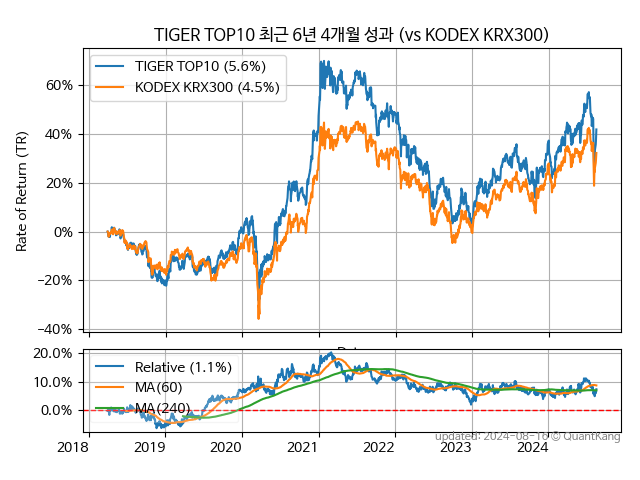 TIGER TOP10 최근 6년 4개월 성과 (vs KODEX KRX300)
TIGER TOP10 (5.6%)
KODEX KRX300 (4.5%)
Rate of Return (TR)
60%
40%
20%
0%
−20%
−40%
20.0%
10.0%
0.0%
Relative (1.1%)
MA(60)
MA(240)
2018 2019 2020 2021 2022 2023 2024
updated: 2024-08-16 © QuantKang